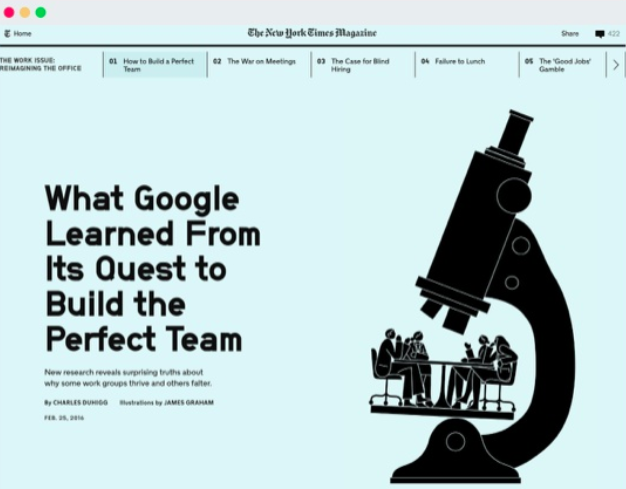 Home
The New York Times Magazine
Share
422
THE WORK ISSUE:
REIMAGINING THE OFFICE
01 How to Build a Perfect
Team
02 The War on Meetings
03 The Case for Blind
Hiring
04 Failure to Lunch
05 The 'Good Jobs'
Gamble
What Google
Learned From
Its Quest to
Build the
Perfect Team
New research reveals surprising truths about
why some work groups thrive and others falter.
By CHARLES DUHIGG Illustrations by JAMES GRAHAM
FEB. 25, 2016